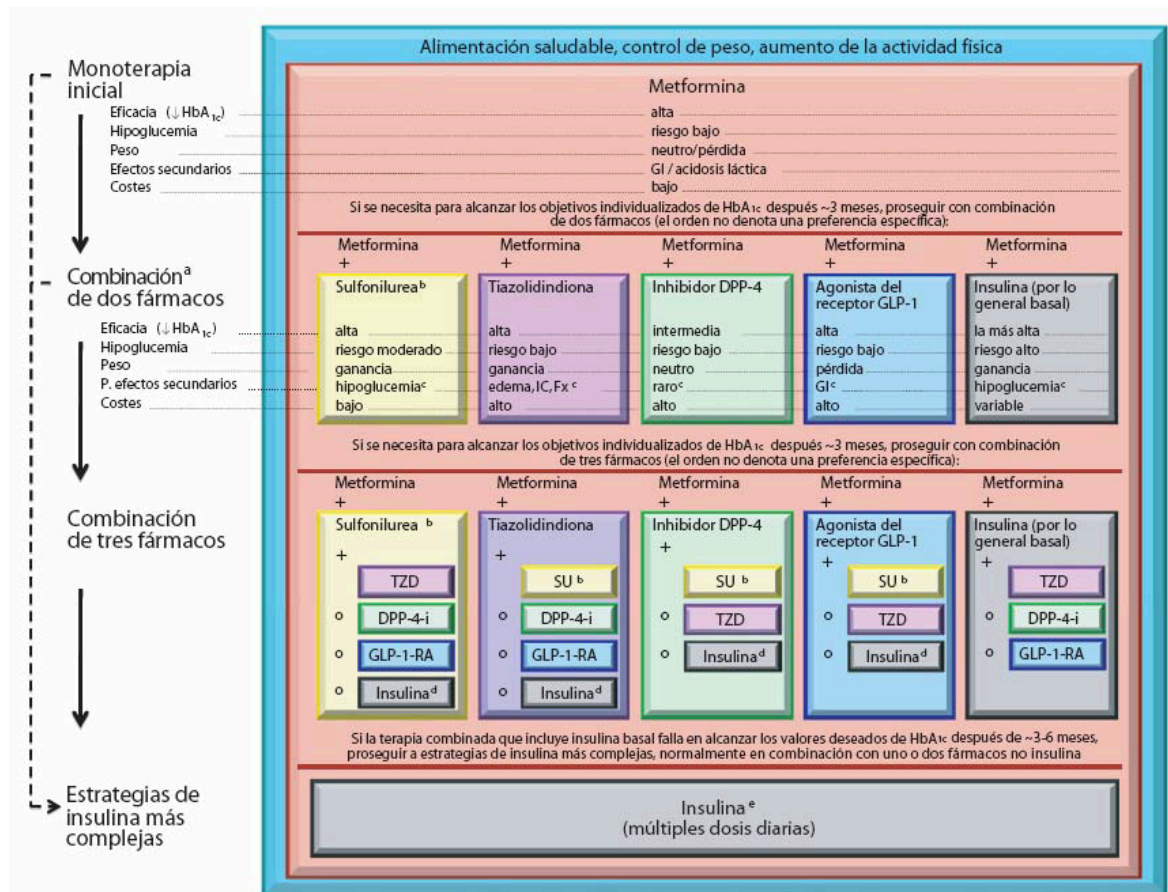 Alimentación saludable, control de peso, aumento de la actividad física
Monoterapia
inicial
Metformina
Eficacia (↓HbA1c) alta
Hipoglucemia riesgo bajo
Peso neutro/pérdida
Efectos secundarios GI / acidosis láctica
Costes bajo
Si se necesita para alcanzar los objetivos individualizados de HbA1c después ~3 meses, proseguir con combinación
de dos fármacos (el orden no denota una preferencia específica):
Metformina Metformina Metformina Metformina Metformina
+ + + + +
Combinación a
de dos fármacos
Sulfonilurea b
Tiazolidindiona
Inhibidor DPP-4
Agonista del
receptor GLP-1
Insulina (por lo
general basal)
Eficacia (↓HbA1c) alta alta intermedia alta la más alta
Hipoglucemia riesgo moderado riesgo bajo riesgo bajo riesgo bajo riesgo alto
Peso ganancia ganancia neutro pérdida ganancia
P. efectos secundarios hipoglucemia c edema, IC, Fx c raro c GI c hipoglucemia c
Costes bajo alto alto alto variable
Si se necesita para alcanzar los objetivos individualizados de HbA1c después ~3 meses, proseguir con combinación
de tres fármacos (el orden no denota una preferencia específica):
Metformina Metformina Metformina Metformina Metformina
+ + + + +
Combinación
de tres fármacos
Sulfonilurea b
+
TZD
o DPP-4-i
o GLP-1-RA
o Insulina d
Tiazolidindiona
+
SU b
o DPP-4-i
o GLP-1-RA
o Insulina d
Inhibidor DPP-4
+
SU b
o TZD
o Insulina d
Agonista del
receptor GLP-1
+
SU b
o TZD
o Insulina d
Insulina (por lo
general basal)
+
TZD
o DPP-4-i
o GLP-1-RA
Si la terapia combinada que incluye insulina basal falla en alcanzar los valores deseados de HbA1c después de ~3-6 meses,
proseguir a estrategias de insulina más complejas, normalmente en combinación con uno o dos fármacos no insulina
Estrategias de
insulina más
complejas
Insulina e
(múltiples dosis diarias)